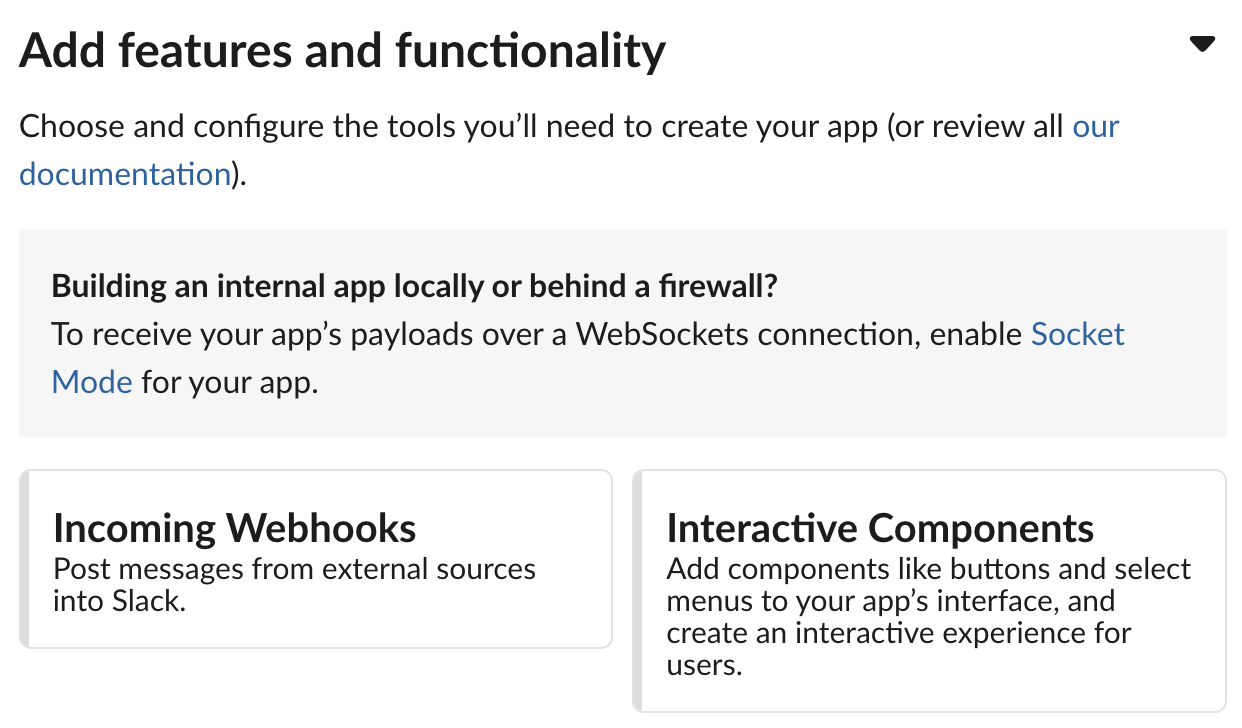 Add features and functionality
Choose and configure the tools you’ll need to create your app (or review all our
documentation).
Building an internal app locally or behind a firewall?
To receive your app’s payloads over a WebSockets connection, enable Socket
Mode for your app.
Incoming Webhooks
Post messages from external sources
into Slack.
Interactive Components
Add components like buttons and select
menus to your app’s interface, and
create an interactive experience for
users.